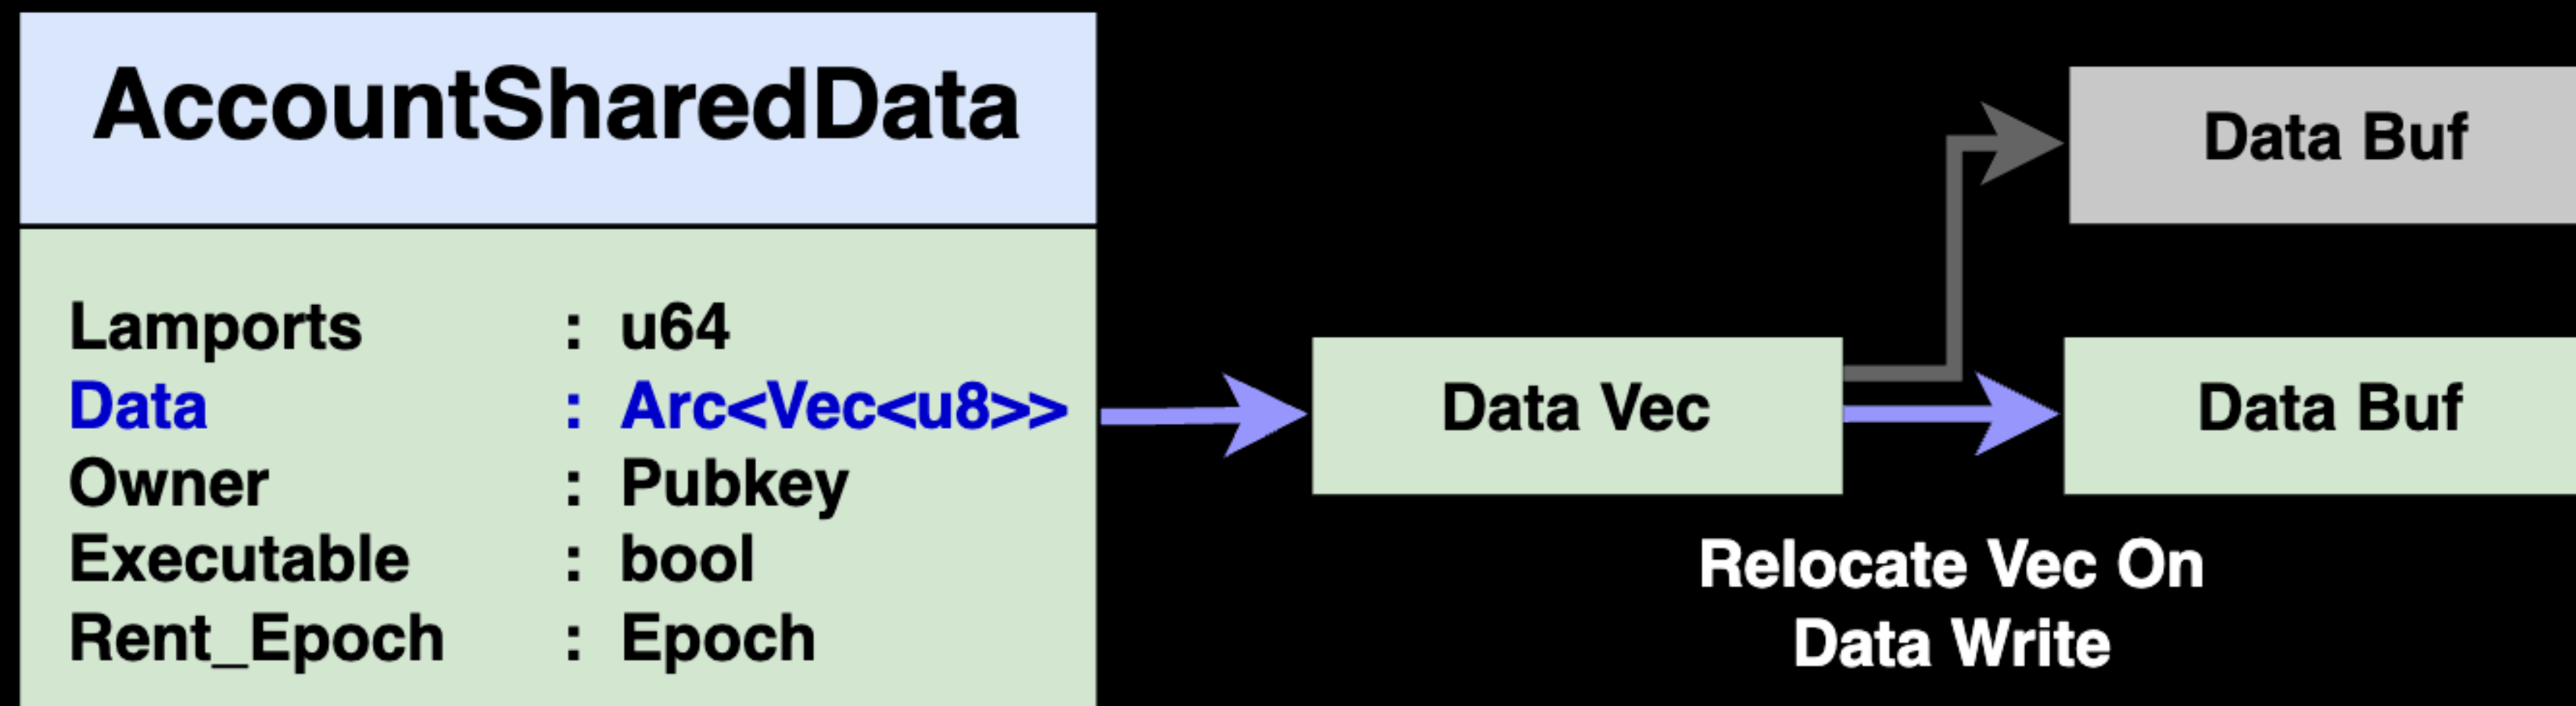 AccountSharedData
Lamports : u64
Data : Arc<Vec<u8>>
Owner : Pubkey
Executable : bool
Rent_Epoch : Epoch
Data Vec
Data Buf
Data Buf
Relocate Vec On
Data Write